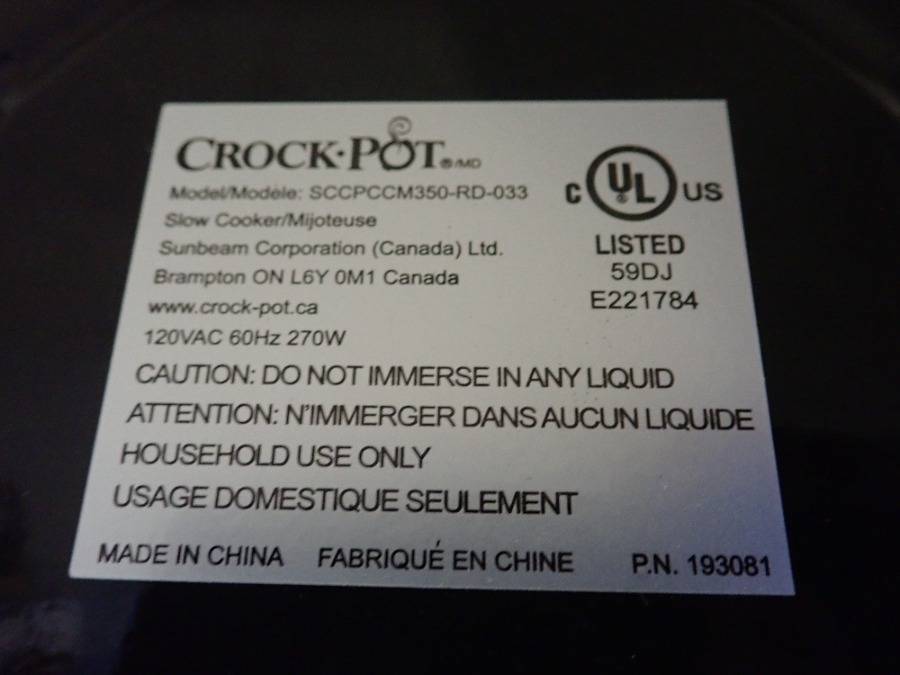 CROCK·POT®/MD
Model/Modèle: SCCPCCM350-RD-033
Slow Cooker/Mijoteuse
Sunbeam Corporation (Canada) Ltd.
Brampton ON L6Y 0M1 Canada
www.crock-pot.ca
120VAC 60Hz 270W
C UL® US
LISTED
59DJ
E221784
CAUTION: DO NOT IMMERSE IN ANY LIQUID
ATTENTION: N'IMMERGER DANS AUCUN LIQUIDE
HOUSEHOLD USE ONLY
USAGE DOMESTIQUE SEULEMENT
MADE IN CHINA FABRIQUÉ EN CHINE P.N. 193081